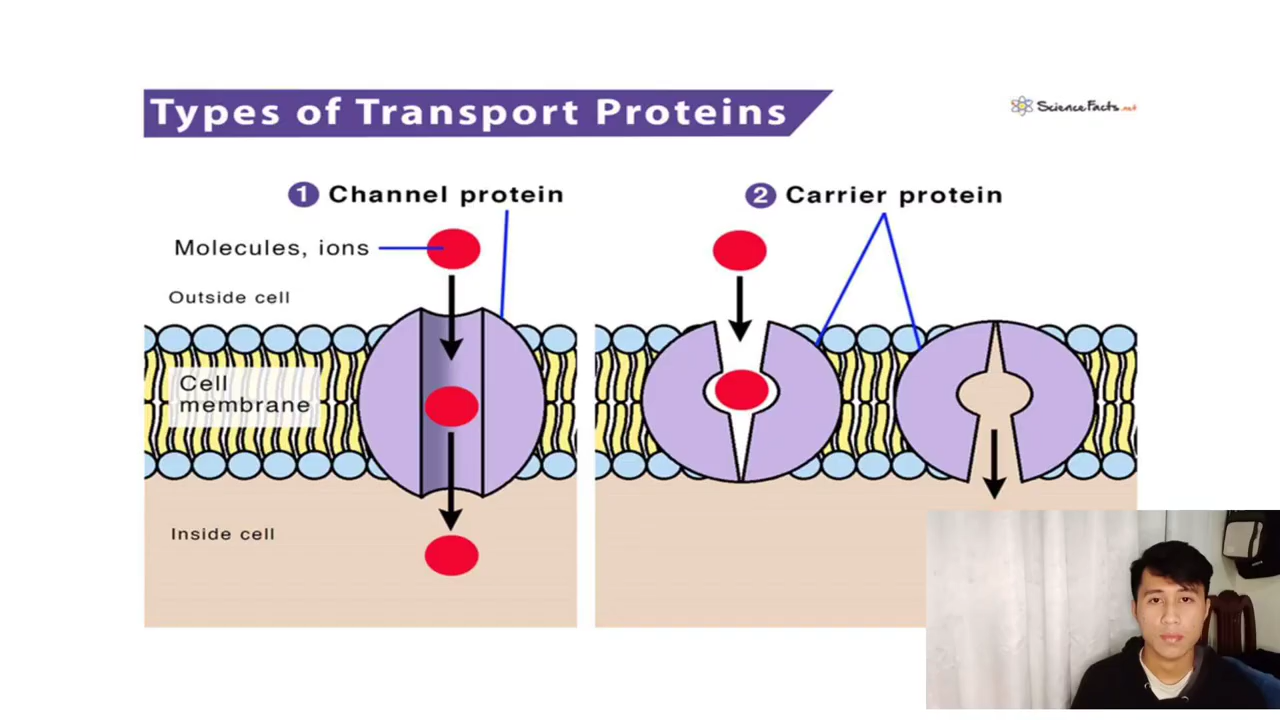 Types of Transport Proteins
ScienceFacts.net
1 Channel protein
Molecules, ions
Outside cell
Cell
membrane
Inside cell
2 Carrier protein